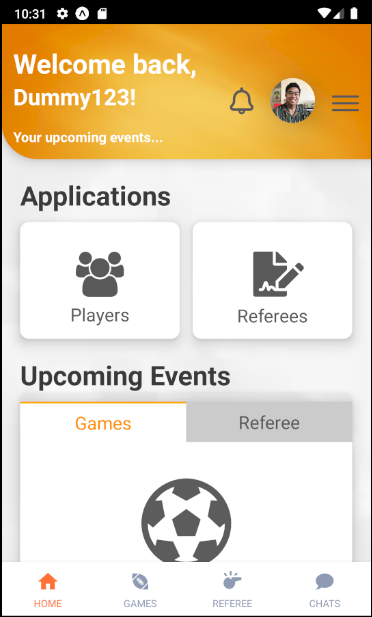 10:31
Welcome back,
Dummy123!
Your upcoming events...
Applications
Players
Referees
Upcoming Events
Games
Referee
HOME
GAMES
REFEREE
CHATS